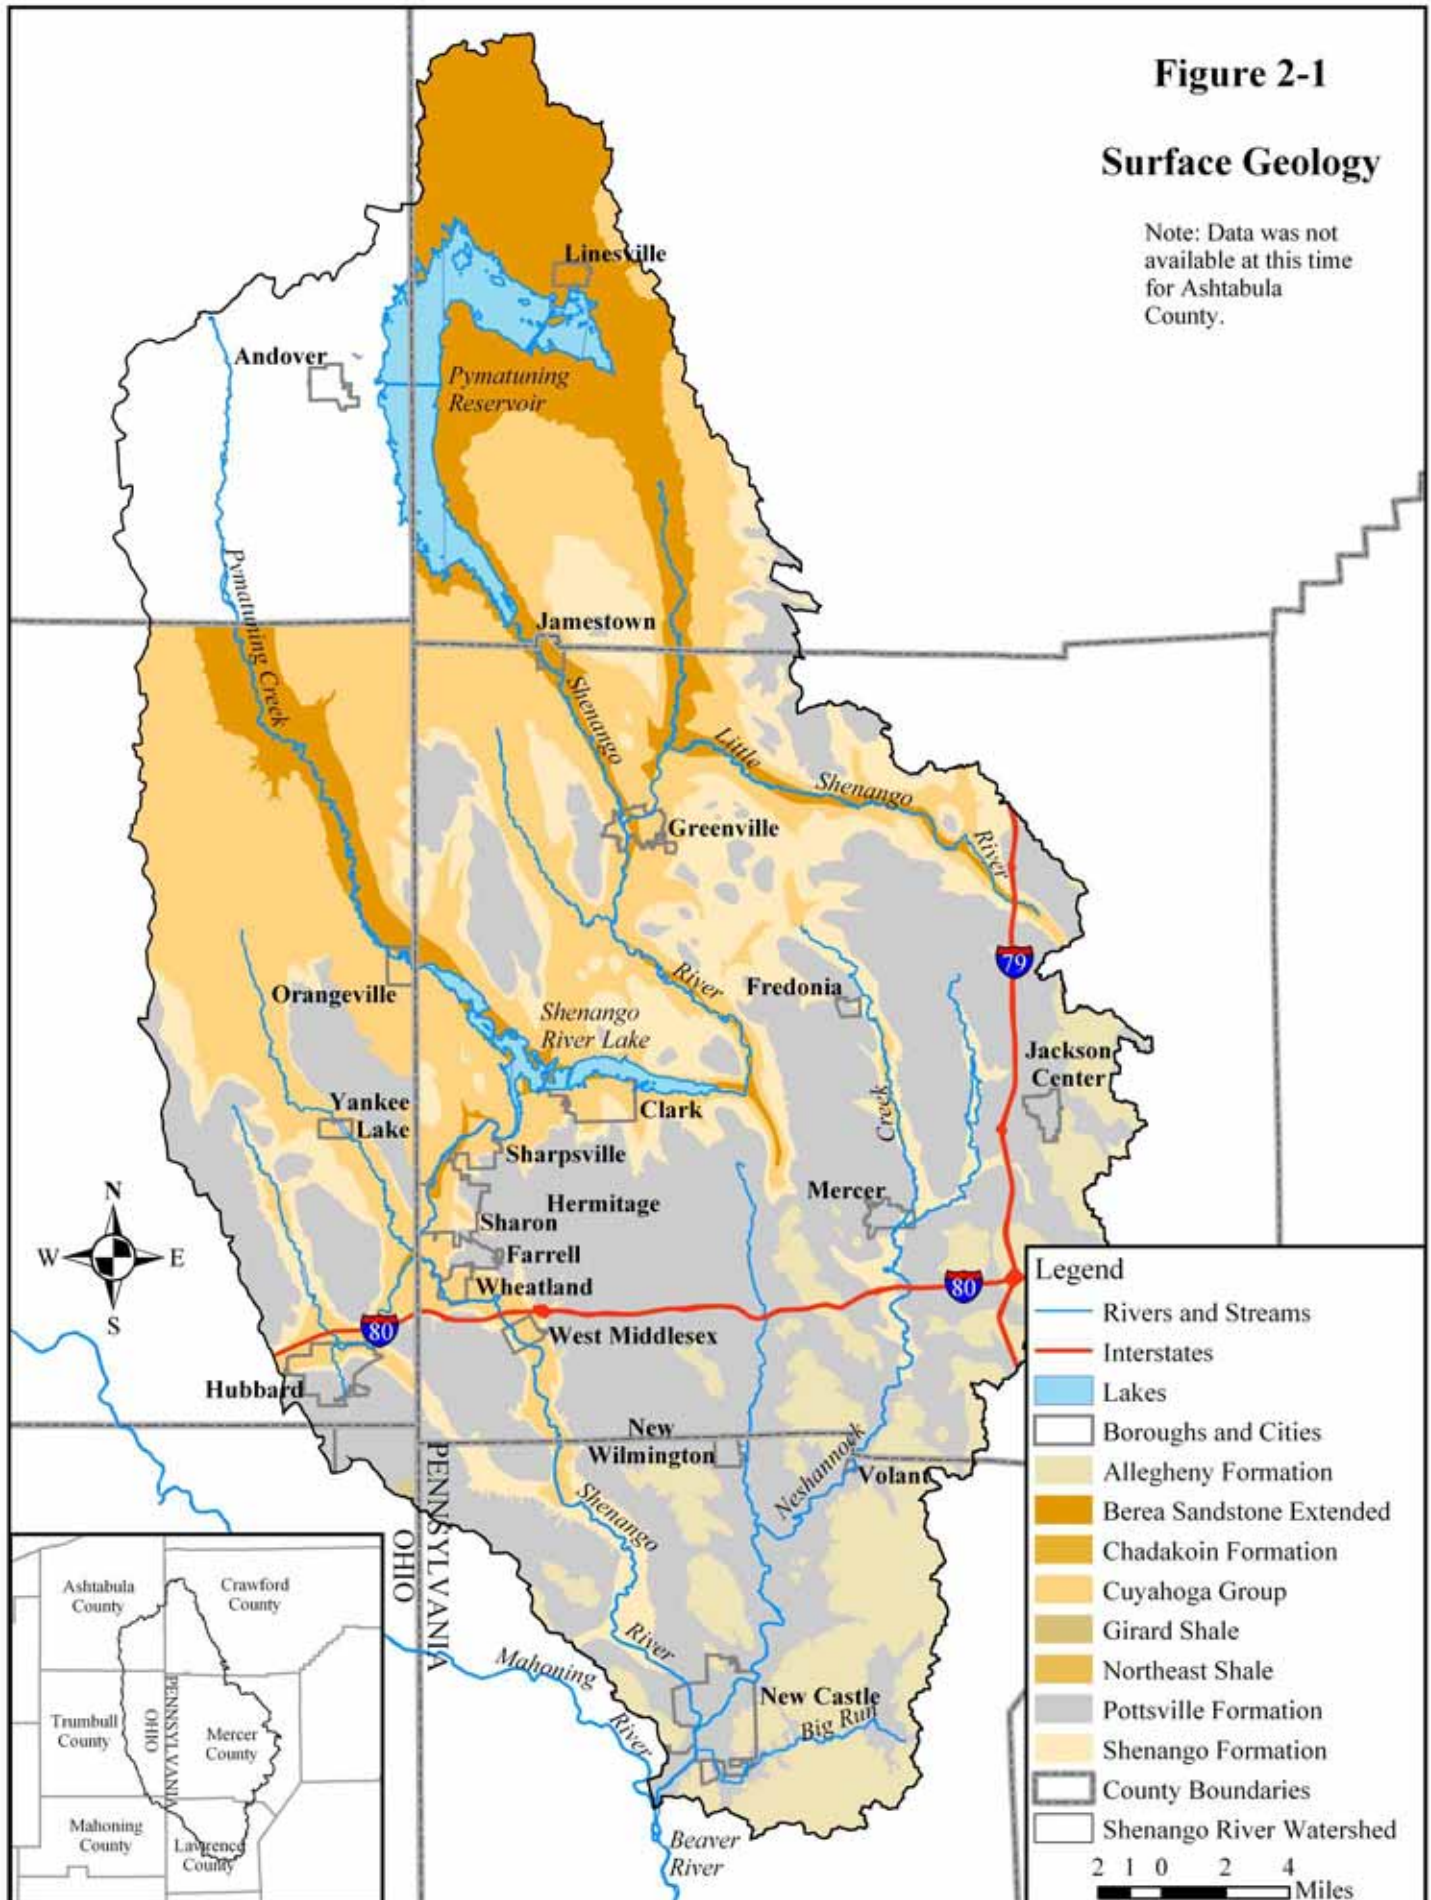 Figure 2-1
Surface Geology
Note: Data was not
available at this time
for Ashtabula
County.
Linesville
Andover
Pymatuning
Reservoir
Pymatuning Creek
Jamestown
Shenango
Little
Shenango
River
Greenville
River
Fredonia
79
Orangeville
Shenango
River Lake
Jackson
Center
Yankee
Lake
Clark
Creek
Sharpsville
Mercer
Hermitage
Sharon
Farrell
Wheatland
N
W
E
S
80
80
West Middlesex
Hubbard
New
Wilmington
Neshannock
Volant
PENNSYLVANIA
OHIO
Shenango
River
Mahoning
River
New Castle
Big Run
Beaver
River
Legend
Rivers and Streams
Interstates
Lakes
Boroughs and Cities
Allegheny Formation
Berea Sandstone Extended
Chadakoin Formation
Cuyahoga Group
Girard Shale
Northeast Shale
Pottsville Formation
Shenango Formation
County Boundaries
Shenango River Watershed
2 1 0 2 4
Miles
Ashtabula
County
Crawford
County
Trumbull
County
PENNSYLVANIA
OHIO
Mercer
County
Mahoning
County
Lawrence
County